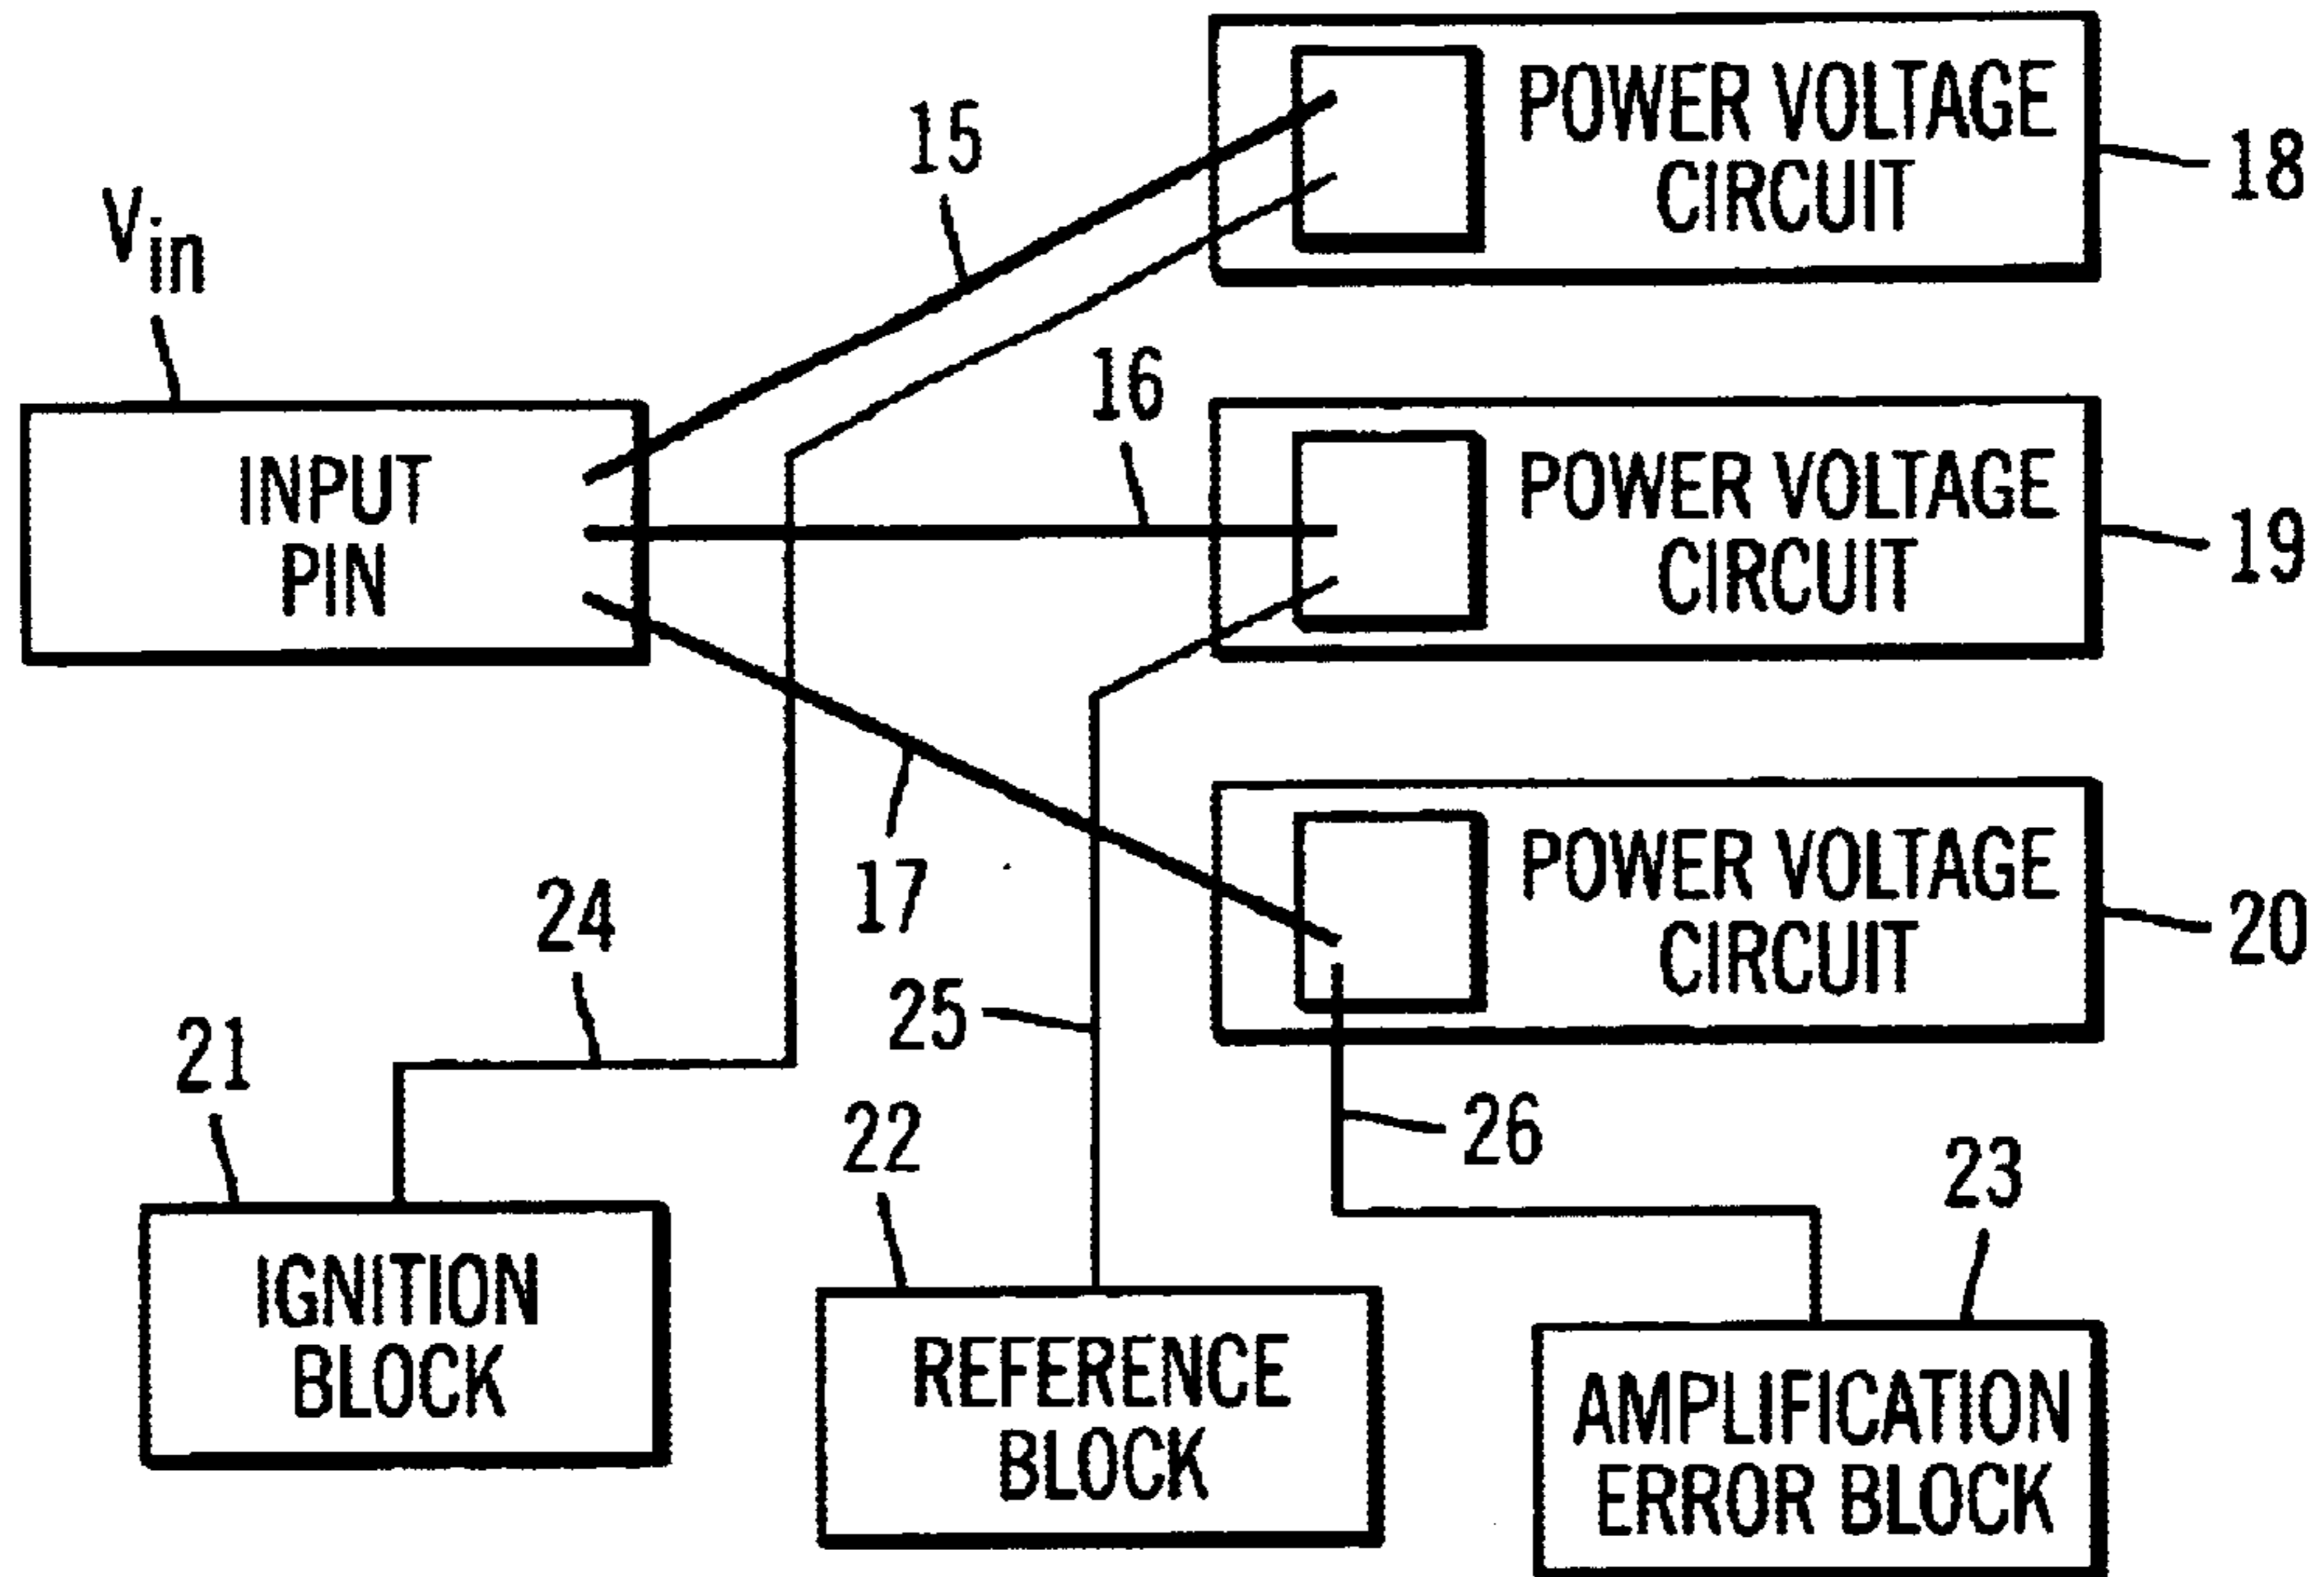 POWER VOLTAGE
CIRCUIT
18
15
Vin
16
INPUT
PIN
POWER VOLTAGE
CIRCUIT
19
17
POWER VOLTAGE
CIRCUIT
20
24
25
21
22
26
23
IGNITION
BLOCK
REFERENCE
BLOCK
AMPLIFICATION
ERROR BLOCK